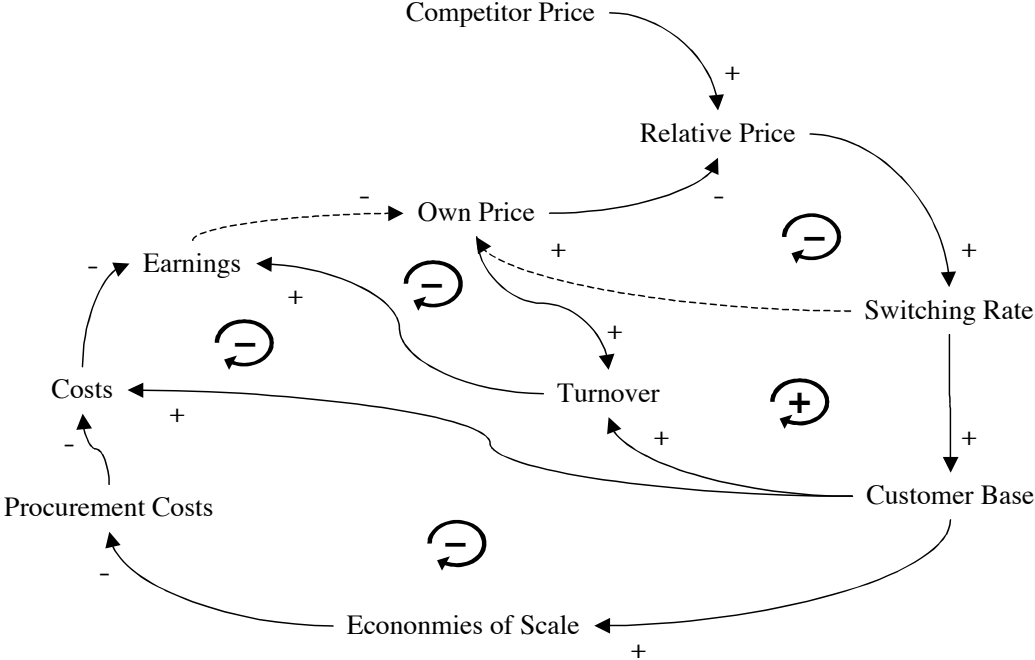 Competitor Price
+
Relative Price
-
Own Price
-
+
-
+
-
Earnings
-
+
Switching Rate
-
+
Costs
Turnover
+
+
-
+
+
Customer Base
Procurement Costs
-
-
Econonmies of Scale
+